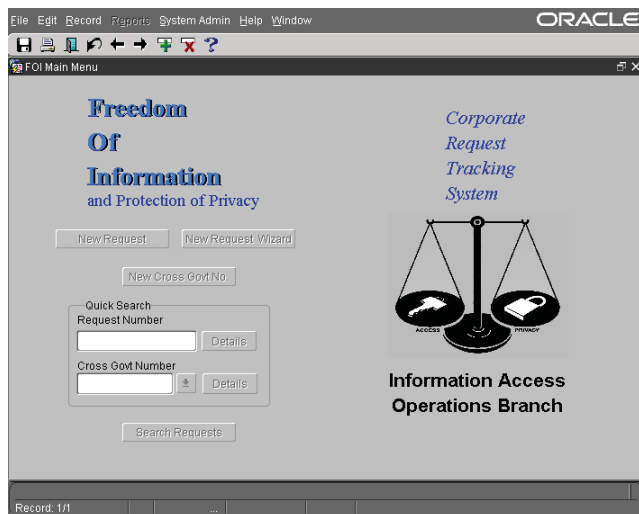 File Edit Record Reports System Admin Help Window
ORACLE
FOI Main Menu
Freedom
Of
Information
and Protection of Privacy
Corporate
Request
Tracking
System
New Request
New Request Wizard
New Cross Govt No.
Quick Search
Request Number
Details
Cross Govt Number
Details
Search Requests
ACCESS
PRIVACY
Information Access
Operations Branch
Record: 1/1
...